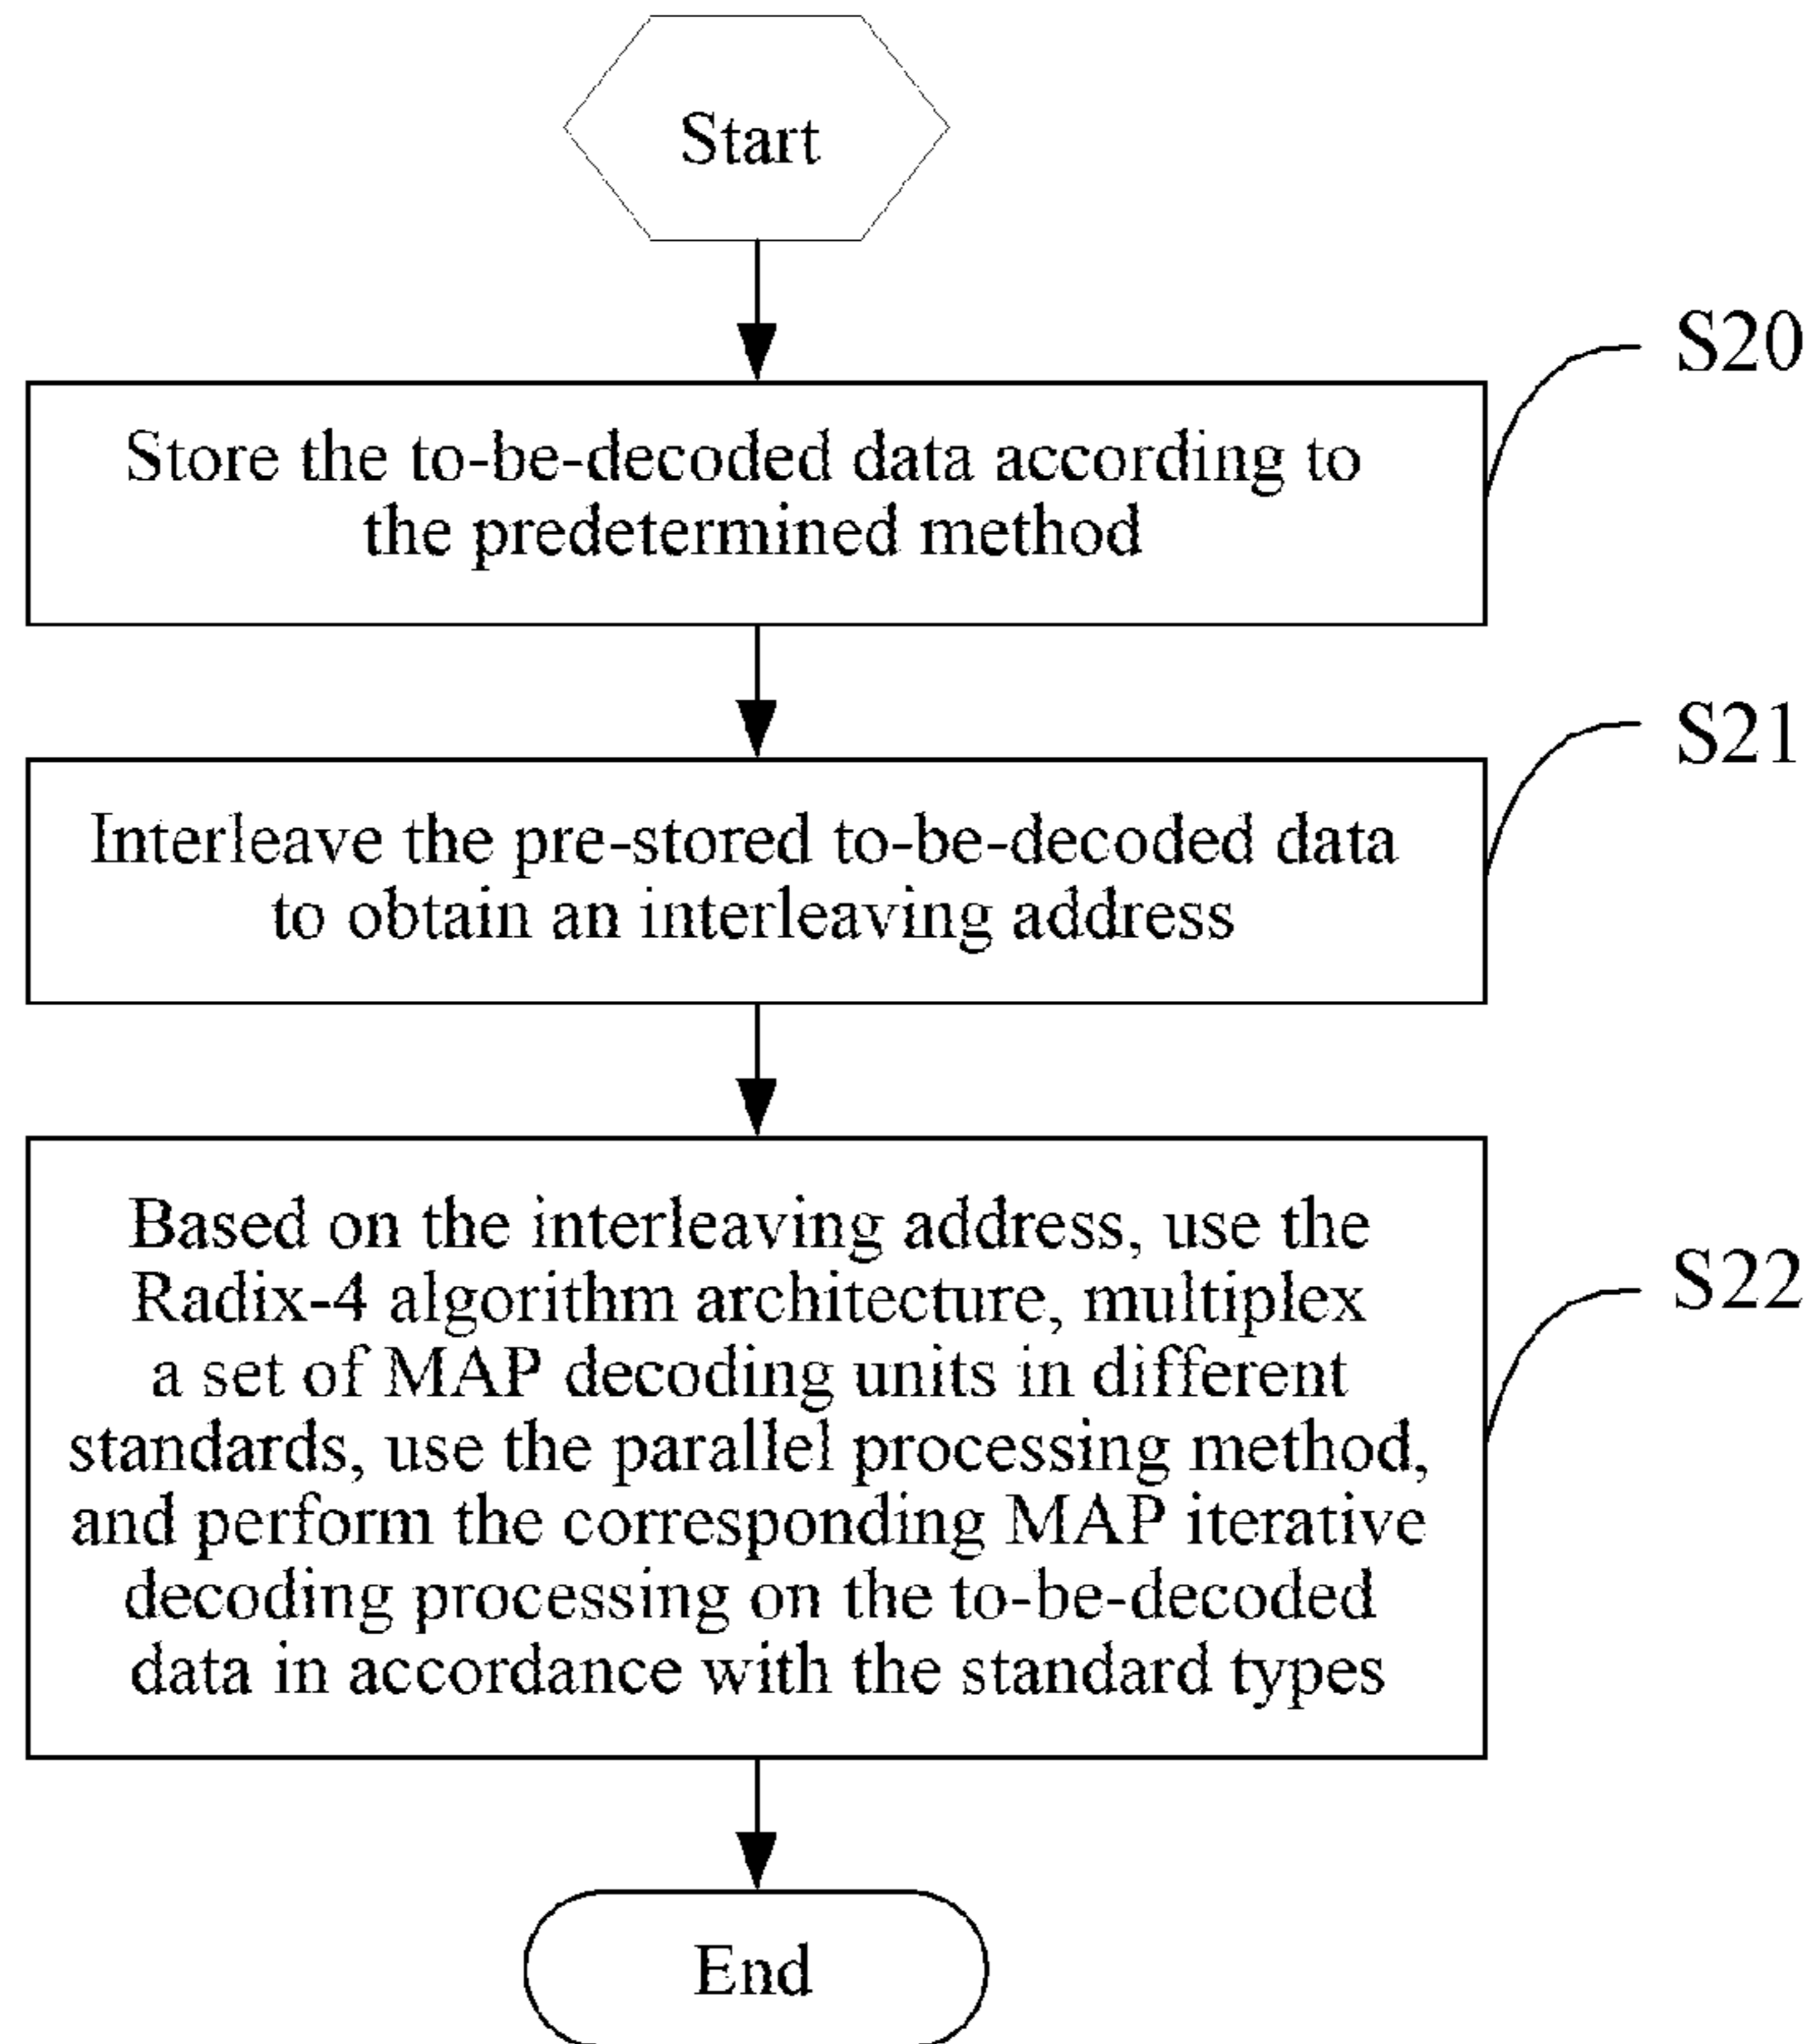 Start
S20
Store the to-be-decoded data according to
the predetermined method
S21
Interleave the pre-stored to-be-decoded data
to obtain an interleaving address
S22
Based on the interleaving address, use the
Radix-4 algorithm architecture, multiplex
a set of MAP decoding units in different
standards, use the parallel processing method,
and perform the corresponding MAP iterative
decoding processing on the to-be-decoded
data in accordance with the standard types
End